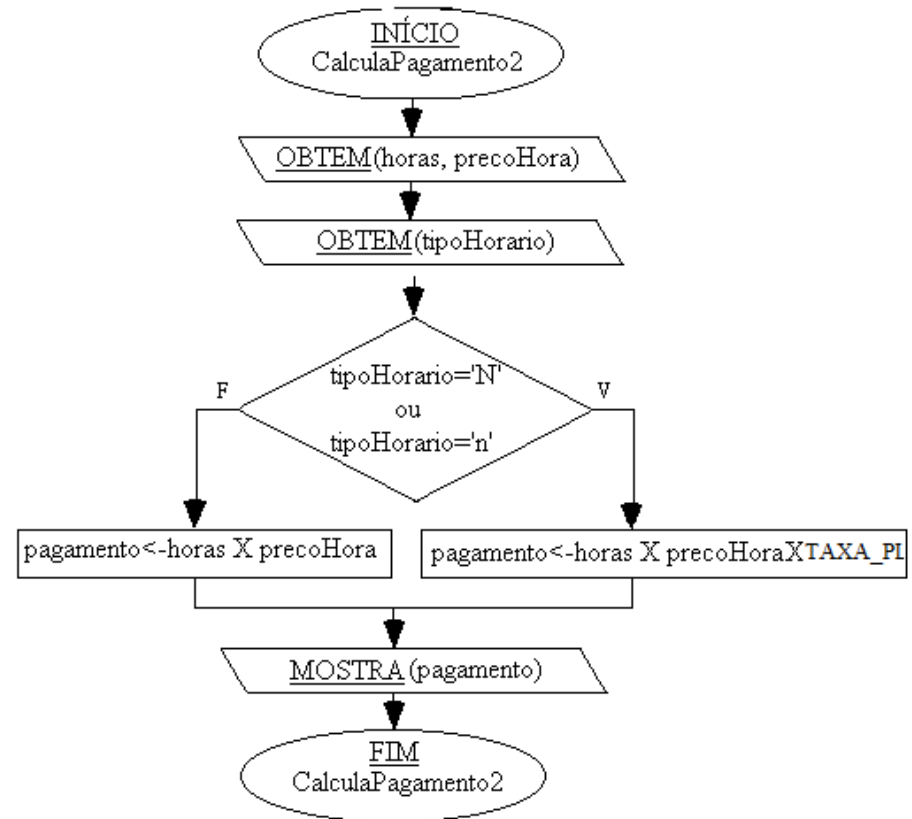 INÍCIO
CalculaPagamento2
OBTEM(horas, precoHora)
OBTEM(tipoHorario)
tipoHorario='N'
ou
tipoHorario='n'
F
V
pagamento<-horas X precoHora
pagamento<-horas X precoHoraXTAXA_PL
MOSTRA(pagamento)
FIM
CalculaPagamento2